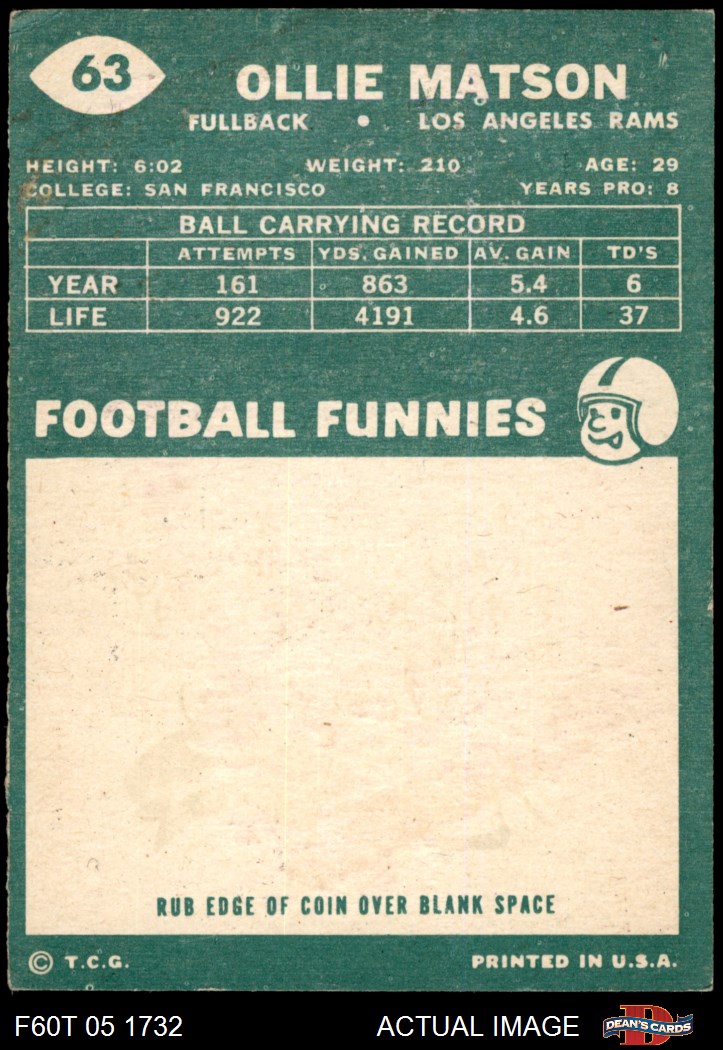 63
OLLIE MATSON
FULLBACK • LOS ANGELES RAMS
HEIGHT: 6:02 WEIGHT: 210 AGE: 29
COLLEGE: SAN FRANCISCO YEARS PRO: 8
BALL CARRYING RECORD
ATTEMPTS YDS. GAINED AV. GAIN TD'S
YEAR 161 863 5.4 6
LIFE 922 4191 4.6 37
FOOTBALL FUNNIES
RUB EDGE OF COIN OVER BLANK SPACE
© T.C.G. PRINTED IN U.S.A.
F60T 05 1732 ACTUAL IMAGE D DEAN'S CARDS